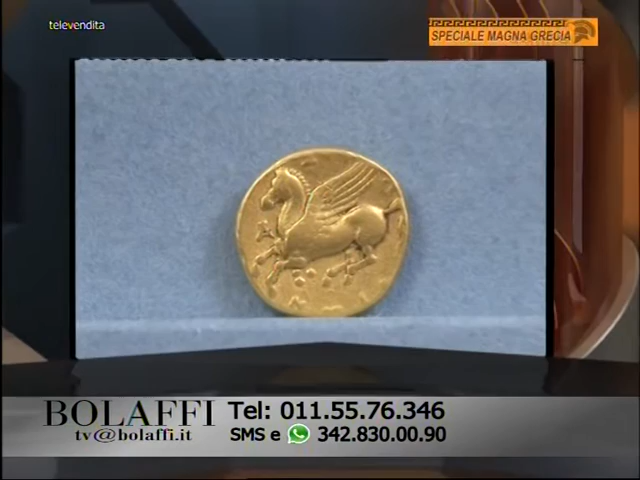 televendita
SPECIALE MAGNA GRECIA
BOLAFFI
tv@bolaffi.it
Tel: 011.55.76.346
SMS e 342.830.00.90